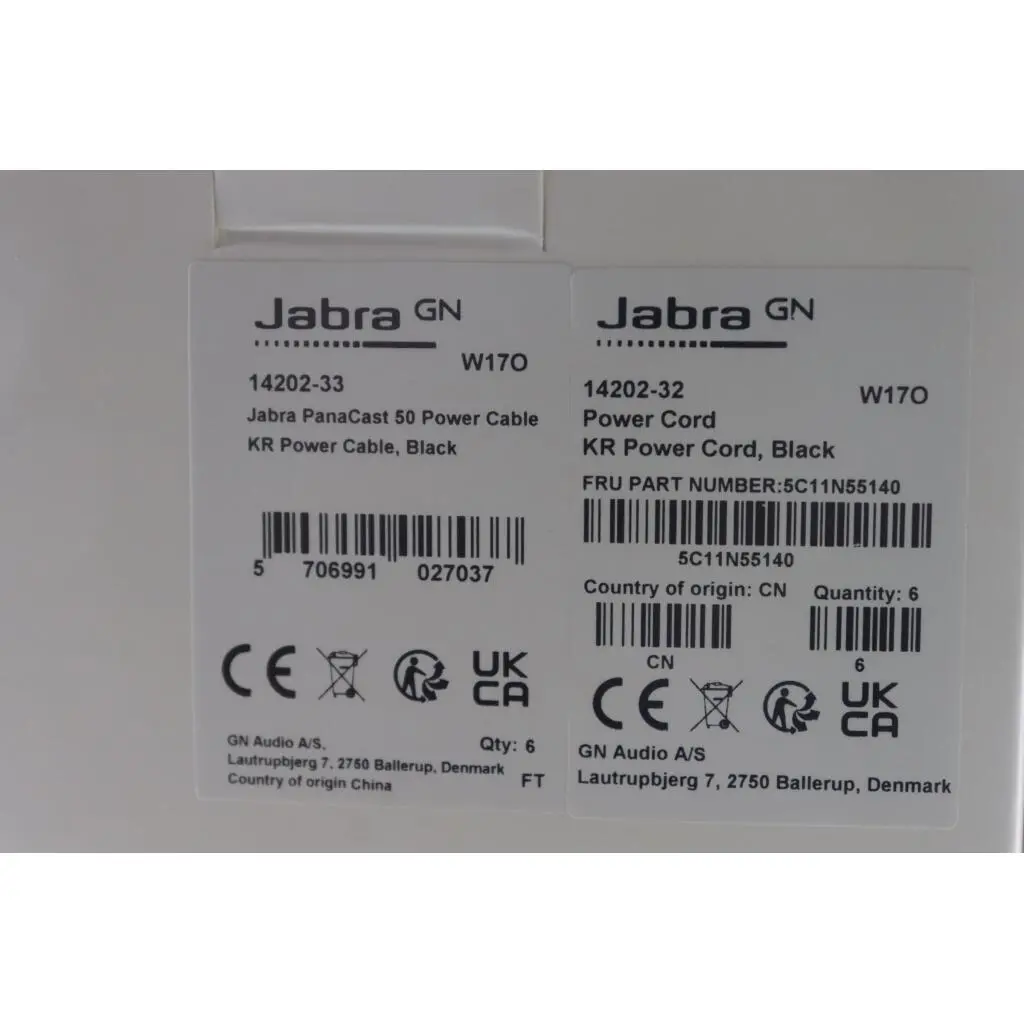 Jabra GN
W17O
14202-33
Jabra PanaCast 50 Power Cable
KR Power Cable, Black
5 706991 027037
CE UK CA
GN Audio A/S, Qty: 6
Lautrupbjerg 7, 2750 Ballerup, Denmark
Country of origin China FT
Jabra GN
14202-32 W17O
Power Cord
KR Power Cord, Black
FRU PART NUMBER:5C11N55140
5C11N55140
Country of origin: CN Quantity: 6
CN 6
CE UK CA
GN Audio A/S
Lautrupbjerg 7, 2750 Ballerup, Denmark